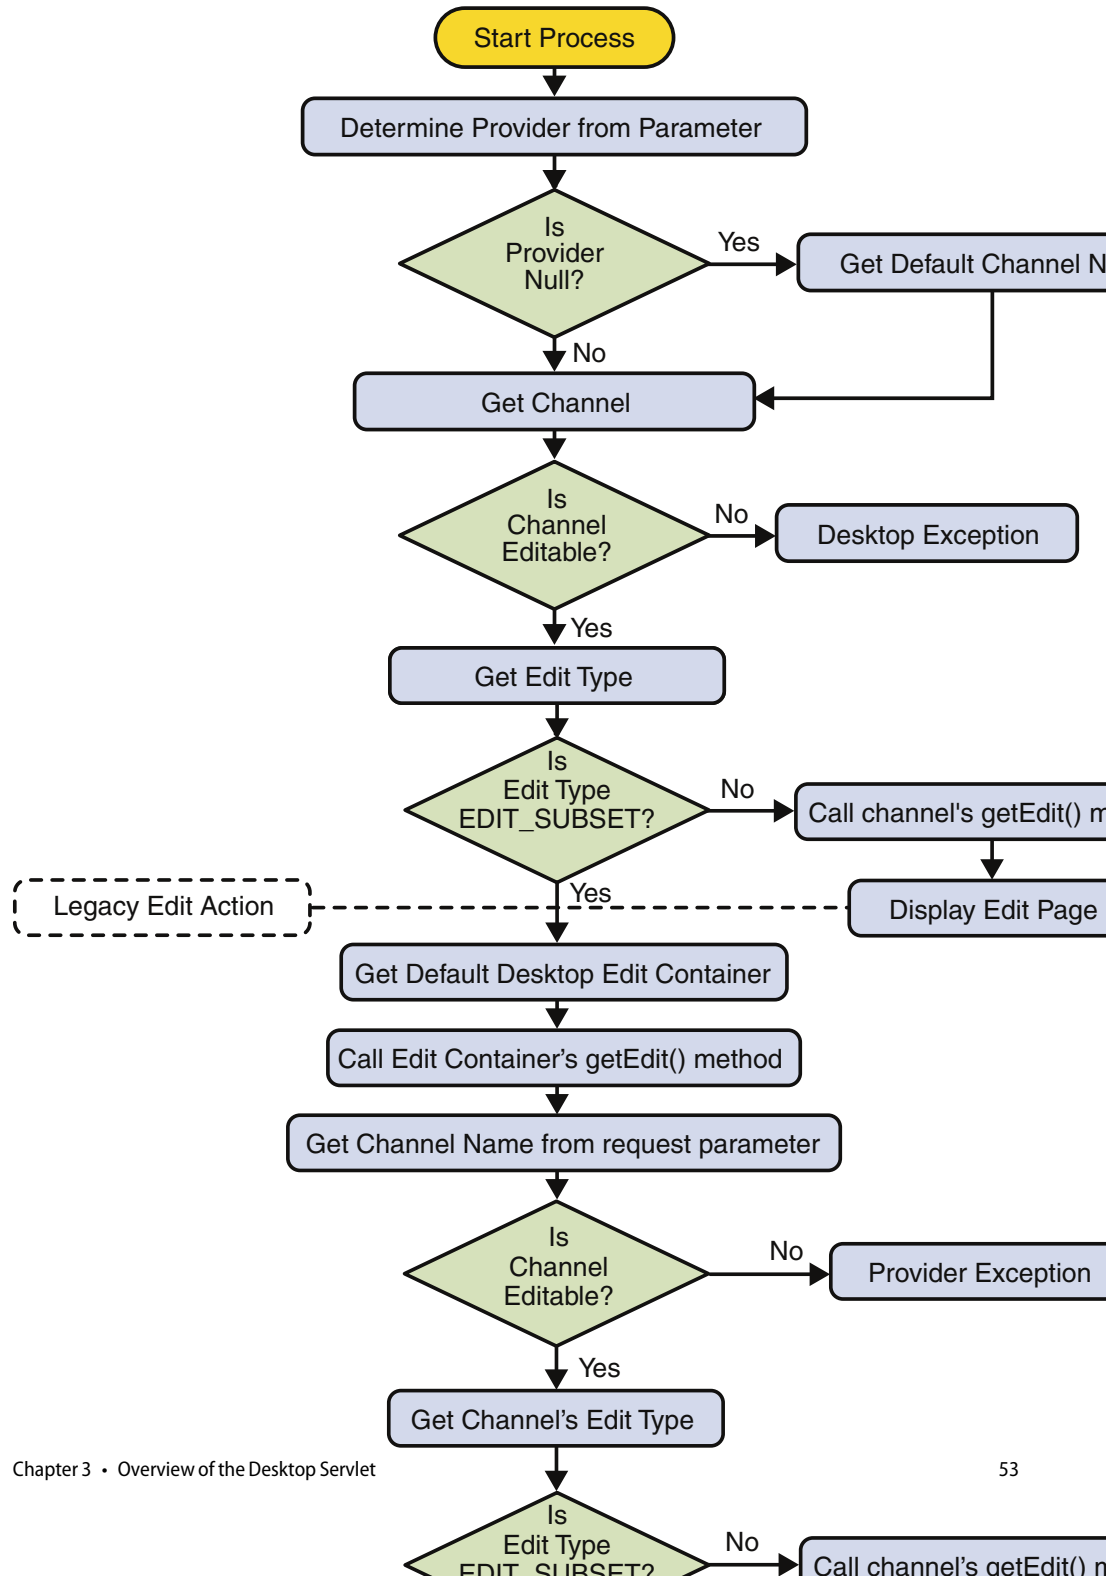 Start Process
Determine Provider from Parameter
Is
Provider
Null?
Yes
Get Default Channel N
No
Get Channel
Is
Channel
Editable?
No
Desktop Exception
Yes
Get Edit Type
Is
Edit Type
EDIT_SUBSET?
No
Call channel's getEdit() m
Yes
Legacy Edit Action
Display Edit Page
Get Default Desktop Edit Container
Call Edit Container’s getEdit() method
Get Channel Name from request parameter
Is
Channel
Editable?
No
Provider Exception
Yes
Get Channel’s Edit Type
Chapter 3 • Overview of the Desktop Servlet
53
Is
Edit Type
EDIT_SUBSET?
No
Call channel’s getEdit() m